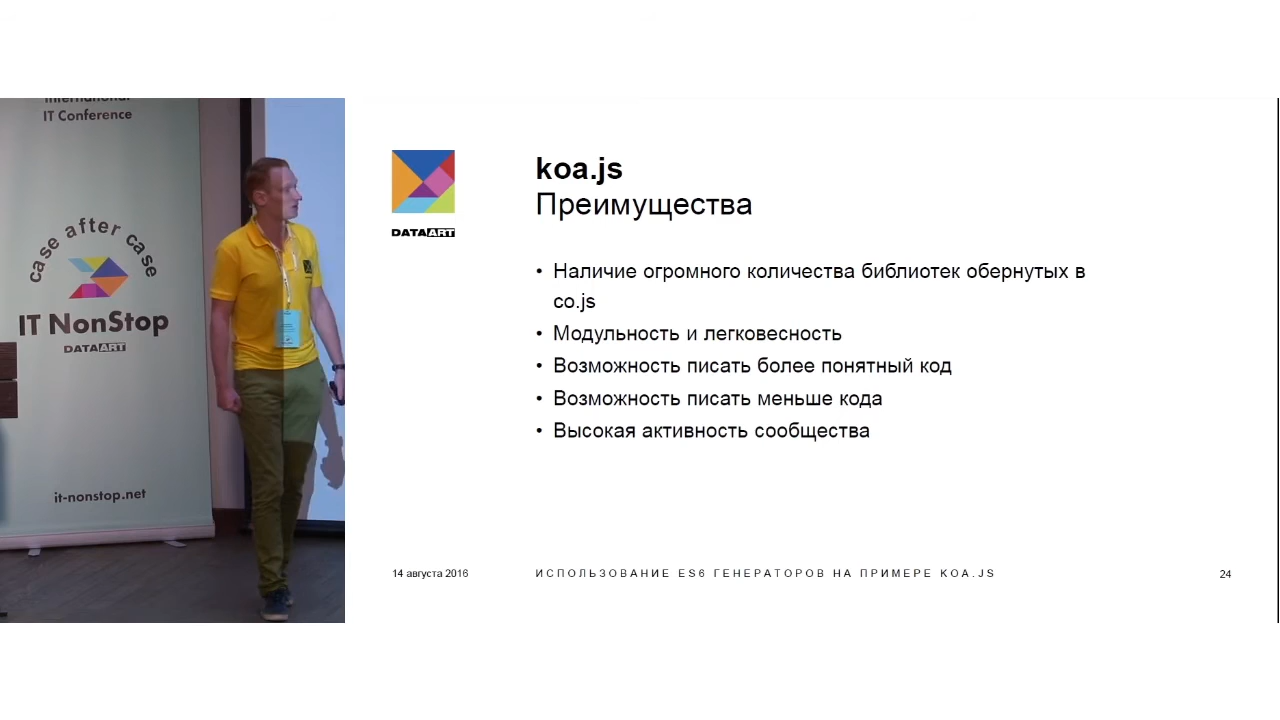 International
IT Conference
case after case
IT NonStop
DATAART
it-nonstop.net
DATAART
koa.js
Преимущества
• Наличие огромного количества библиотек обернутых в
co.js
• Модульность и легковесность
• Возможность писать более понятный код
• Возможность писать меньше кода
• Высокая активность сообщества
14 августа 2016
ИСПОЛЬЗОВАНИЕ ES6 ГЕНЕРАТОРОВ НА ПРИМЕРЕ KOA.JS
24